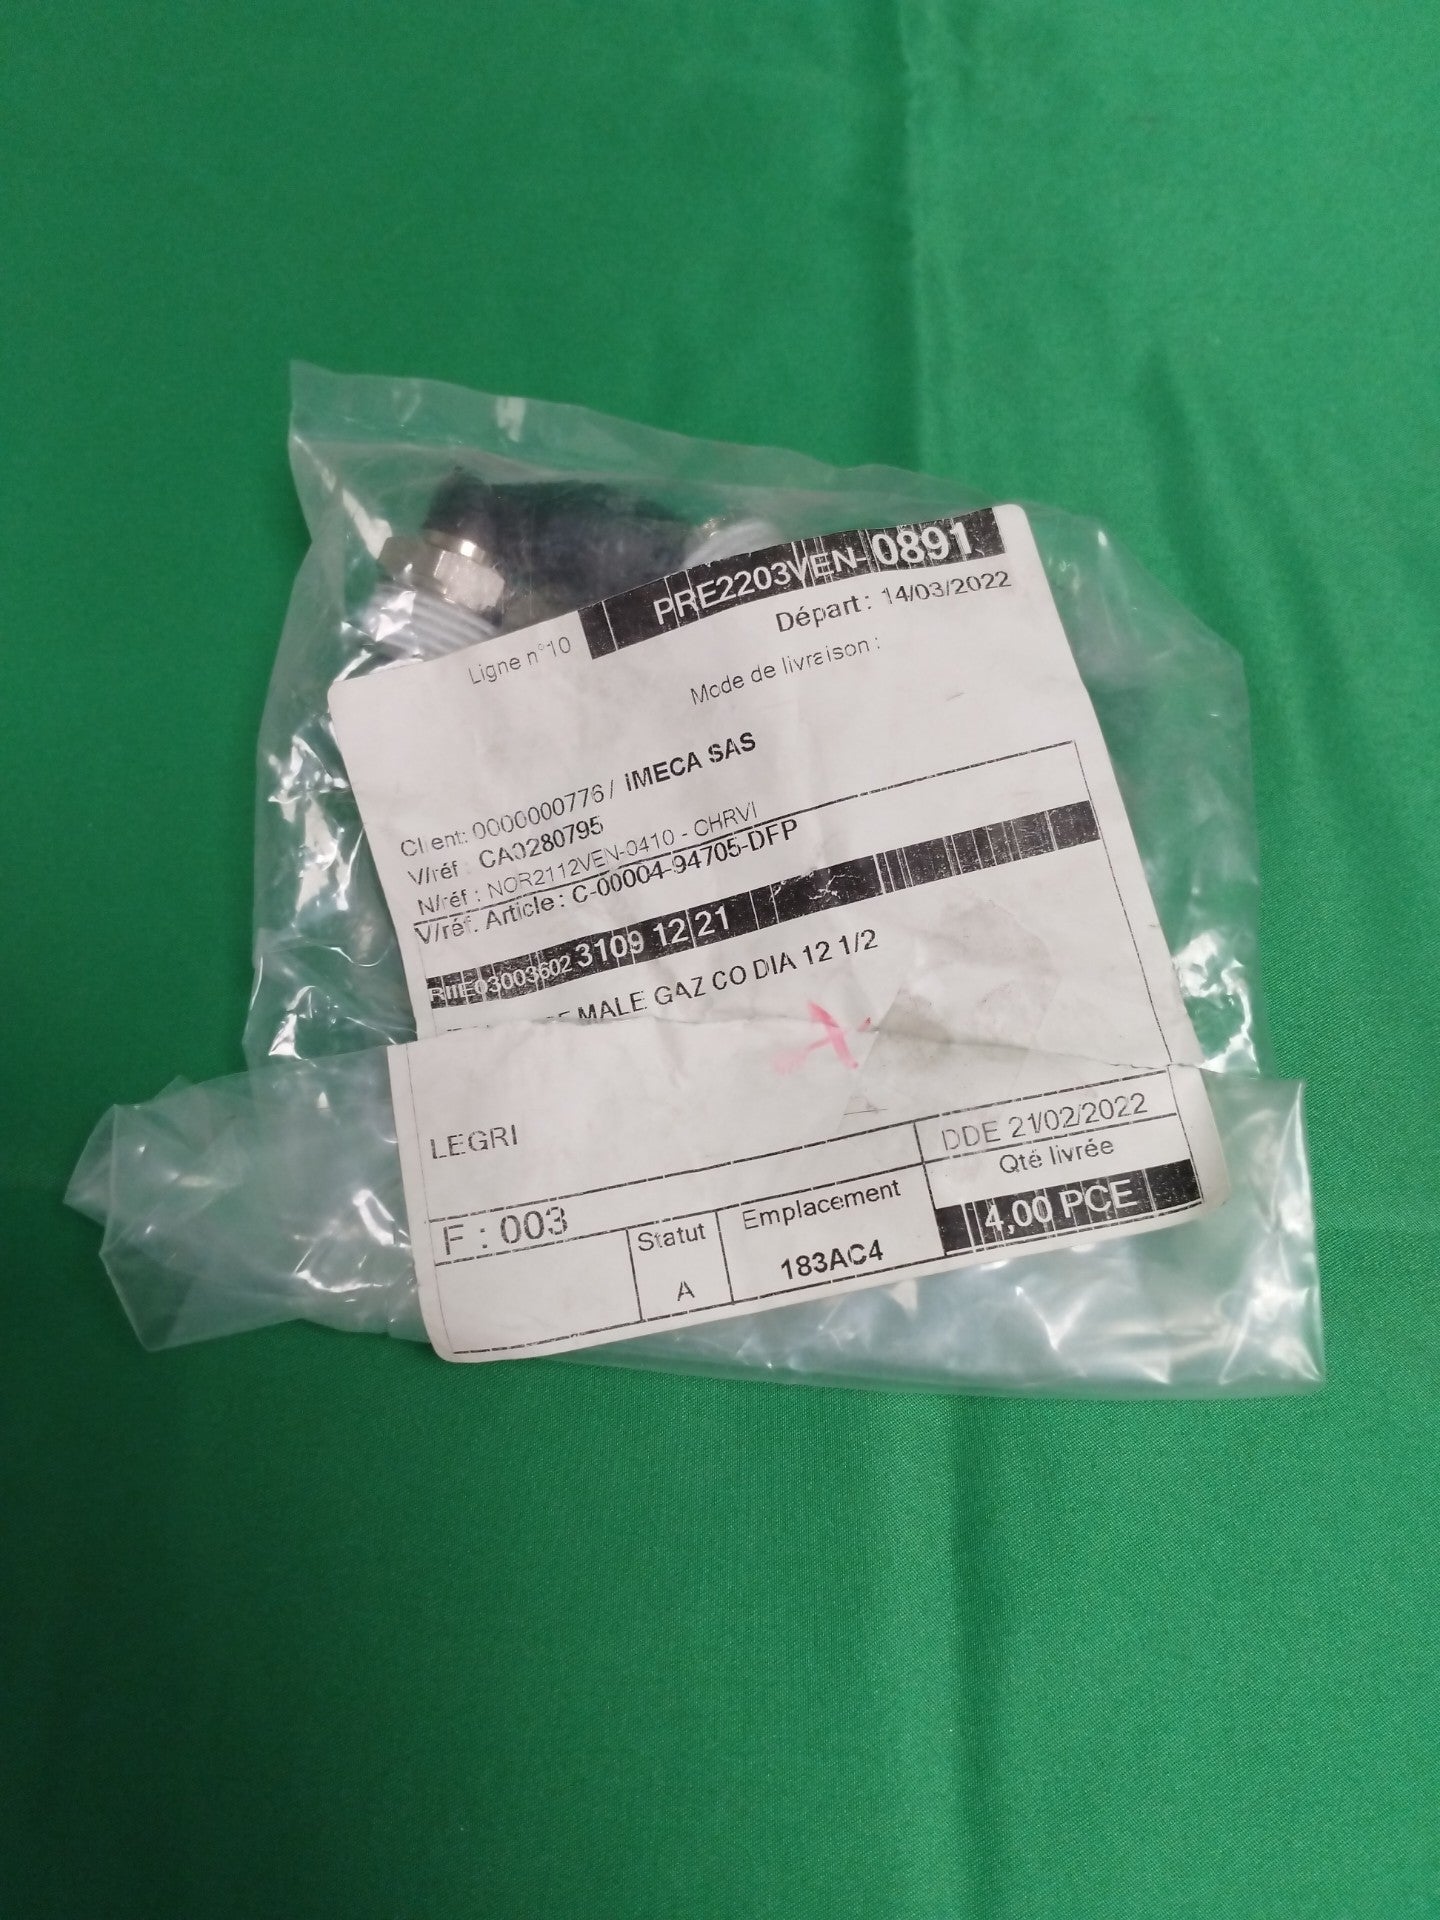 PRE2203VEN-0891
Ligne n°10
Départ: 14/03/2022
Mode de livraison :
Client: 0000000776 / IMECA SAS
V/réf : CA0280795
N/réf : NOR2112VEN-0410 - CHRVI
V/réf. Article: C-00004-94705-DFP
3109 12 21
MALE GAZ CO DIA 12 1/2
LEGRI
DDE 21/02/2022
Qté livrée
4,00 PCE
F : 003
Statut
A
Emplacement
183AC4